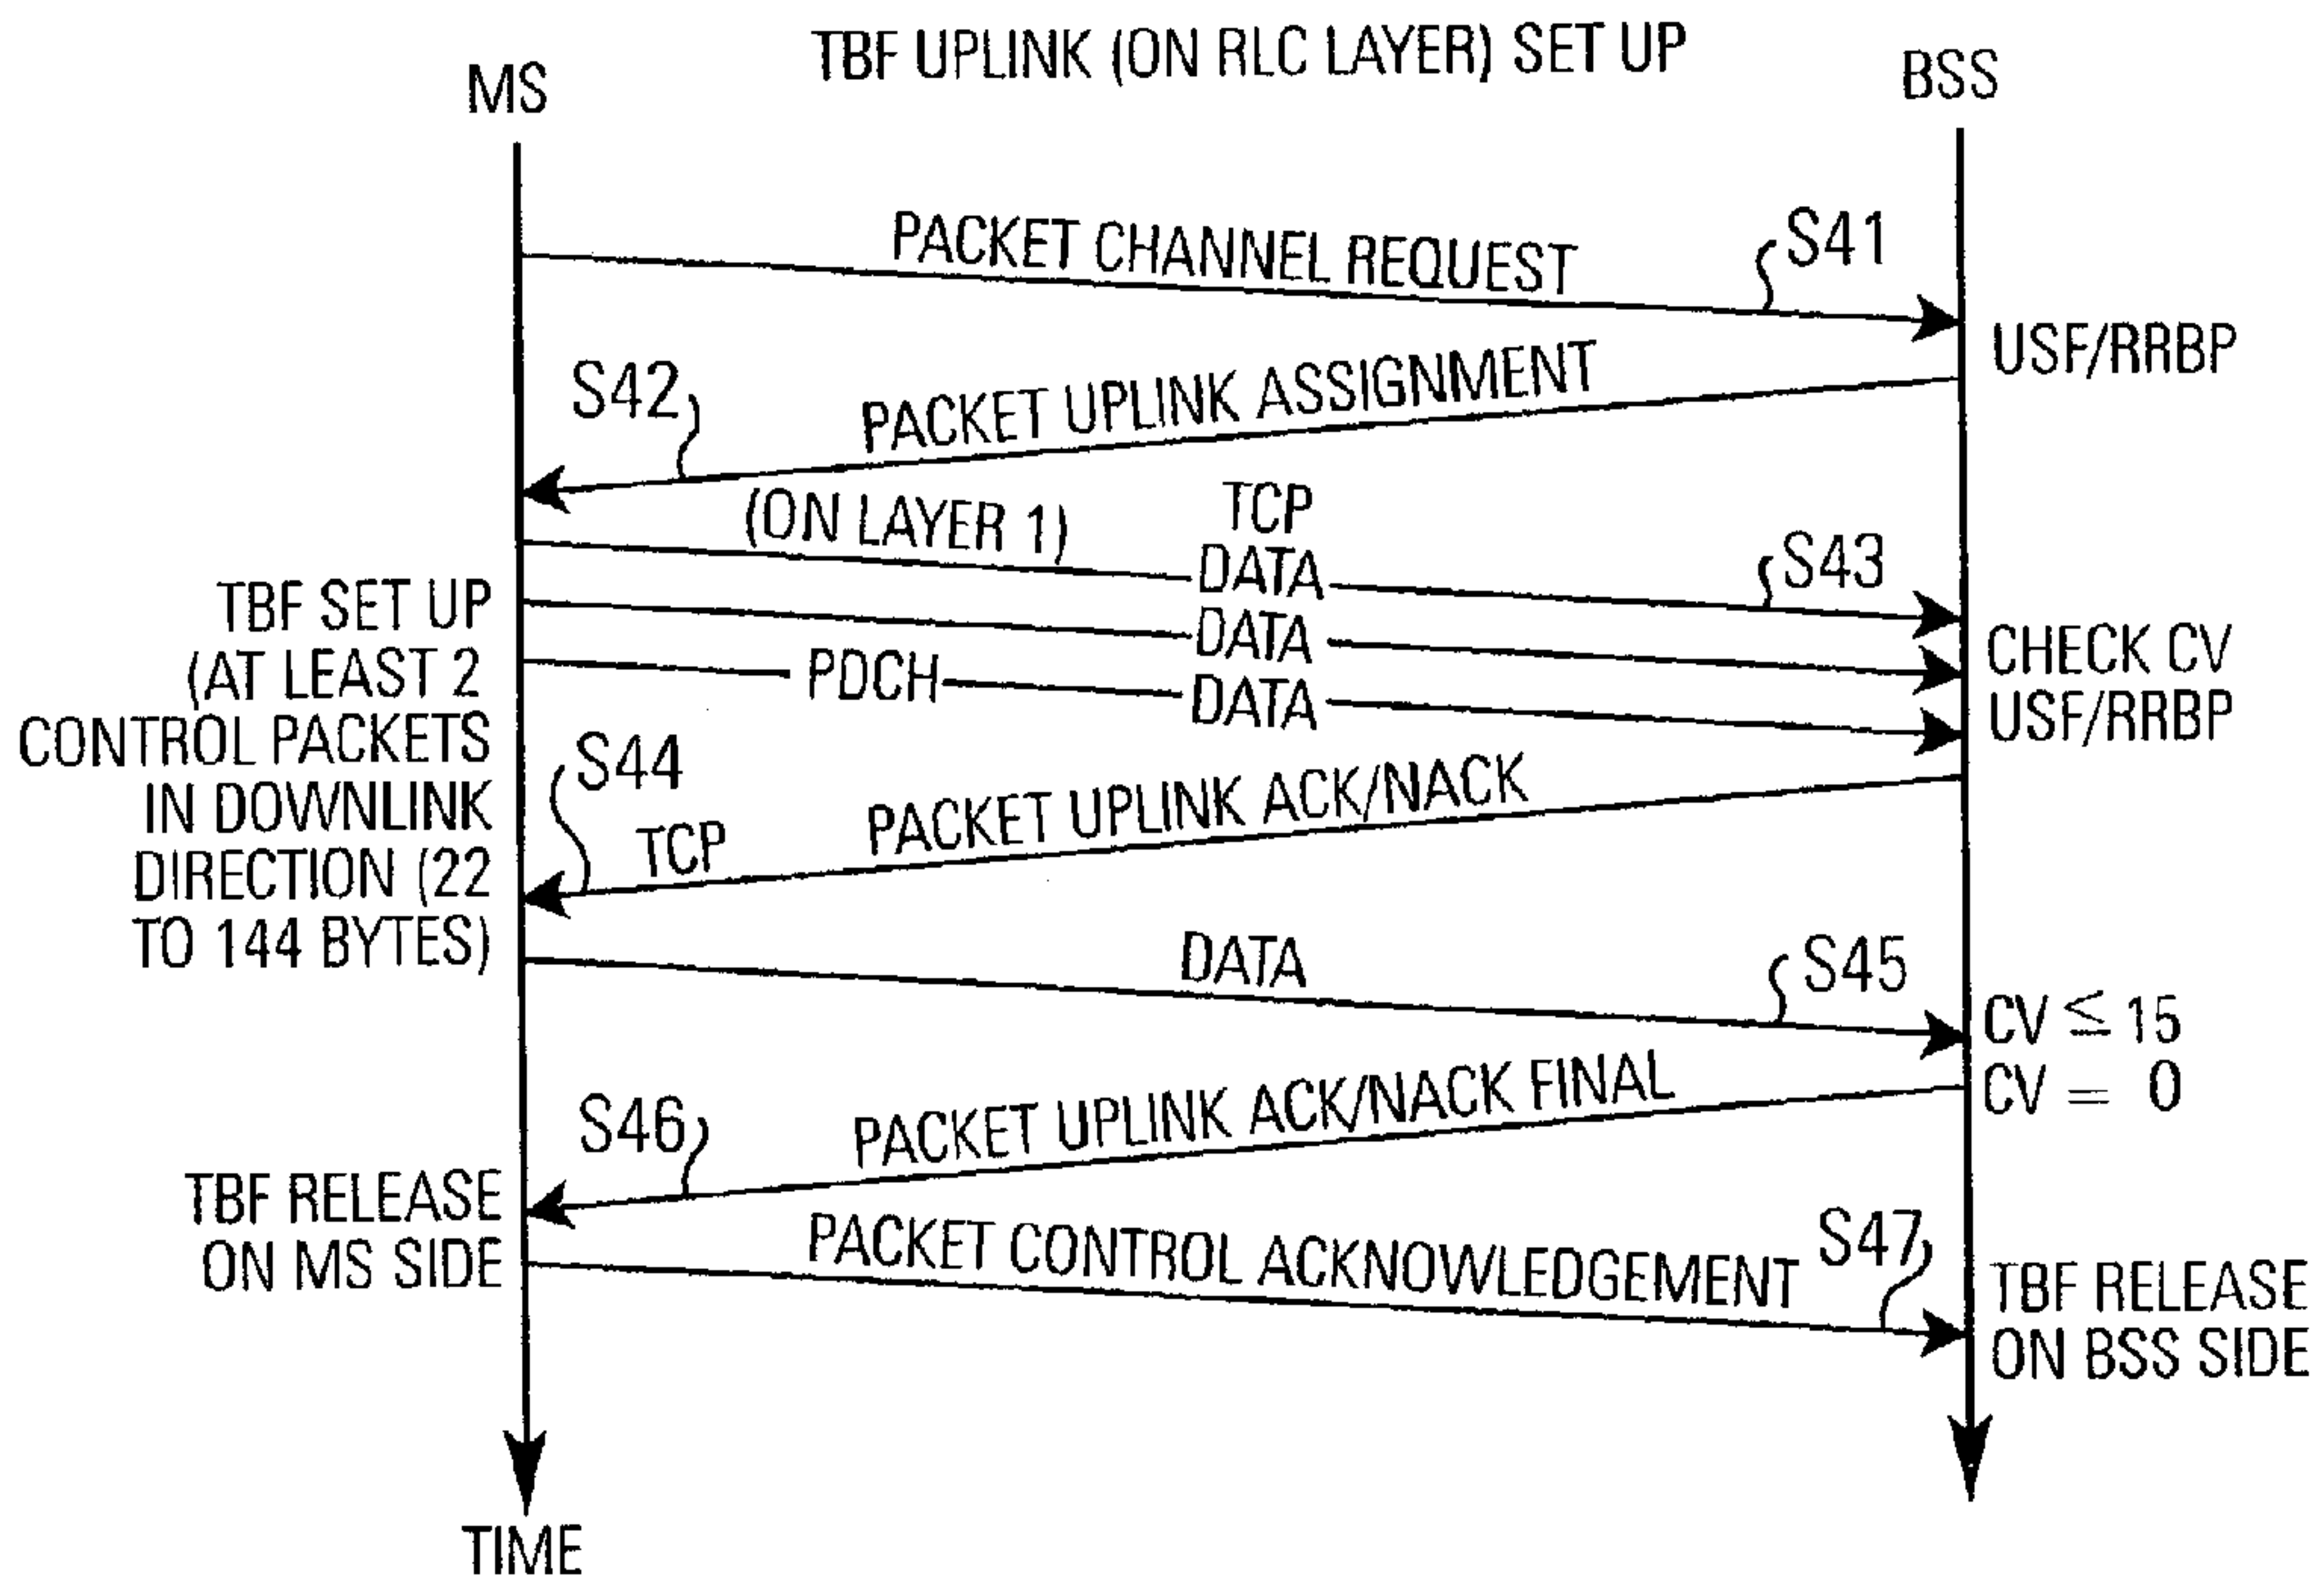 TBF UPLINK (ON RLC LAYER) SET UP
MS
BSS
PACKET CHANNEL REQUEST
S41
USF/RRBP
S42
PACKET UPLINK ASSIGNMENT
(ON LAYER 1)
TCP
DATA
S43
TBF SET UP
(AT LEAST 2
CONTROL PACKETS
IN DOWNLINK
DIRECTION (22
TO 144 BYTES)
DATA
PDCH
DATA
CHECK CV
USF/RRBP
S44
TCP
PACKET UPLINK ACK/NACK
DATA
S45
CV ≦ 15
CV = 0
S46
PACKET UPLINK ACK/NACK FINAL
TBF RELEASE
ON MS SIDE
PACKET CONTROL ACKNOWLEDGEMENT
S47
TBF RELEASE
ON BSS SIDE
TIME